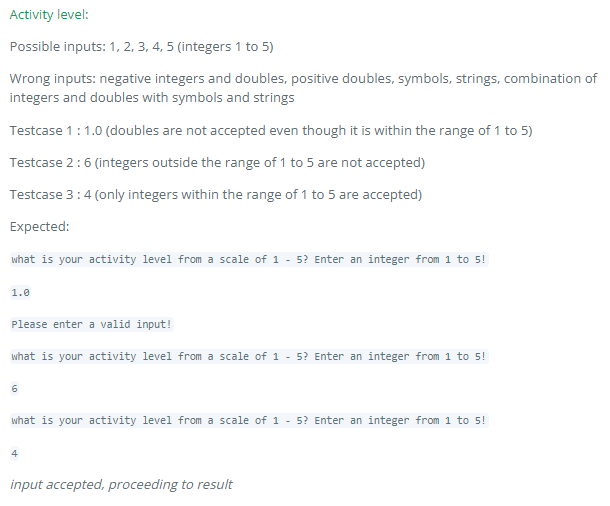 Activity level:
Possible inputs: 1, 2, 3, 4, 5 (integers 1 to 5)
Wrong inputs: negative integers and doubles, positive doubles, symbols, strings, combination of
integers and doubles with symbols and strings
Testcase 1 : 1.0 (doubles are not accepted even though it is within the range of 1 to 5)
Testcase 2 : 6 (integers outside the range of 1 to 5 are not accepted)
Testcase 3 : 4 (only integers within the range of 1 to 5 are accepted)
Expected:
what is your activity level from a scale of 1 - 5? Enter an integer from 1 to 5!
1.0
Please enter a valid input!
what is your activity level from a scale of 1 - 5? Enter an integer from 1 to 5!
6
what is your activity level from a scale of 1 - 5? Enter an integer from 1 to 5!
4
input accepted, proceeding to result